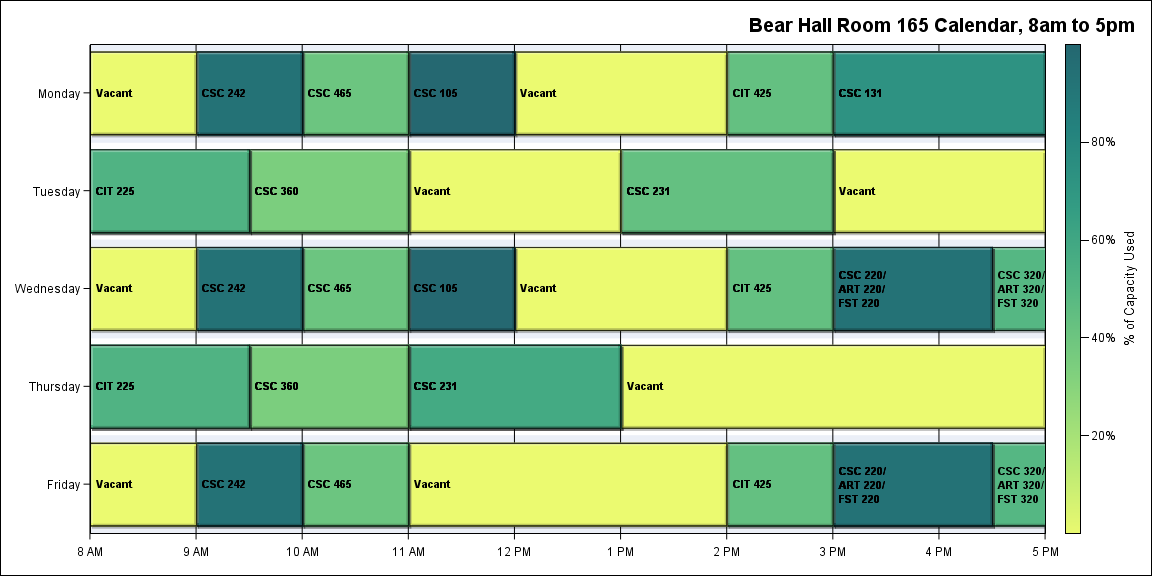 Bear Hall Room 165 Calendar, 8am to 5pm
Monday
Vacant
CSC 242
CSC 465
CSC 105
Vacant
CIT 425
CSC 131
Tuesday
CIT 225
CSC 360
Vacant
CSC 231
Vacant
Wednesday
Vacant
CSC 242
CSC 465
CSC 105
Vacant
CIT 425
CSC 220/
ART 220/
FST 220
CSC 320/
ART 320/
FST 320
Thursday
CIT 225
CSC 360
CSC 231
Vacant
Friday
Vacant
CSC 242
CSC 465
Vacant
CIT 425
CSC 220/
ART 220/
FST 220
CSC 320/
ART 320/
FST 320
8 AM
9 AM
10 AM
11 AM
12 PM
1 PM
2 PM
3 PM
4 PM
5 PM
80%
60%
40%
20%
% of Capacity Used